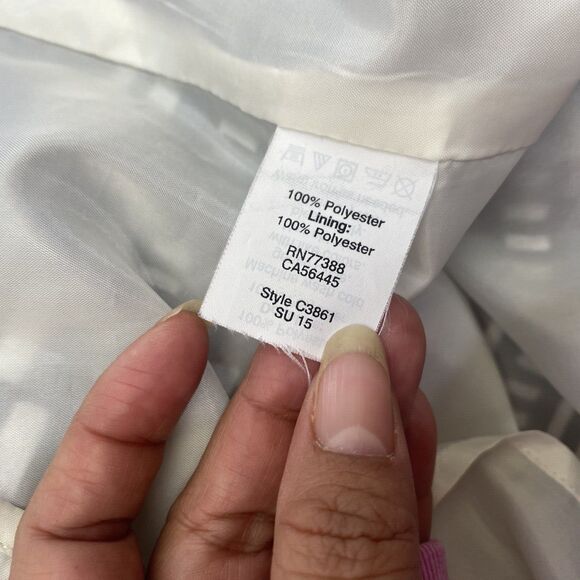 100% Polyester
Lining:
100% Polyester
RN77388
CA56445
Style C3861
SU 15